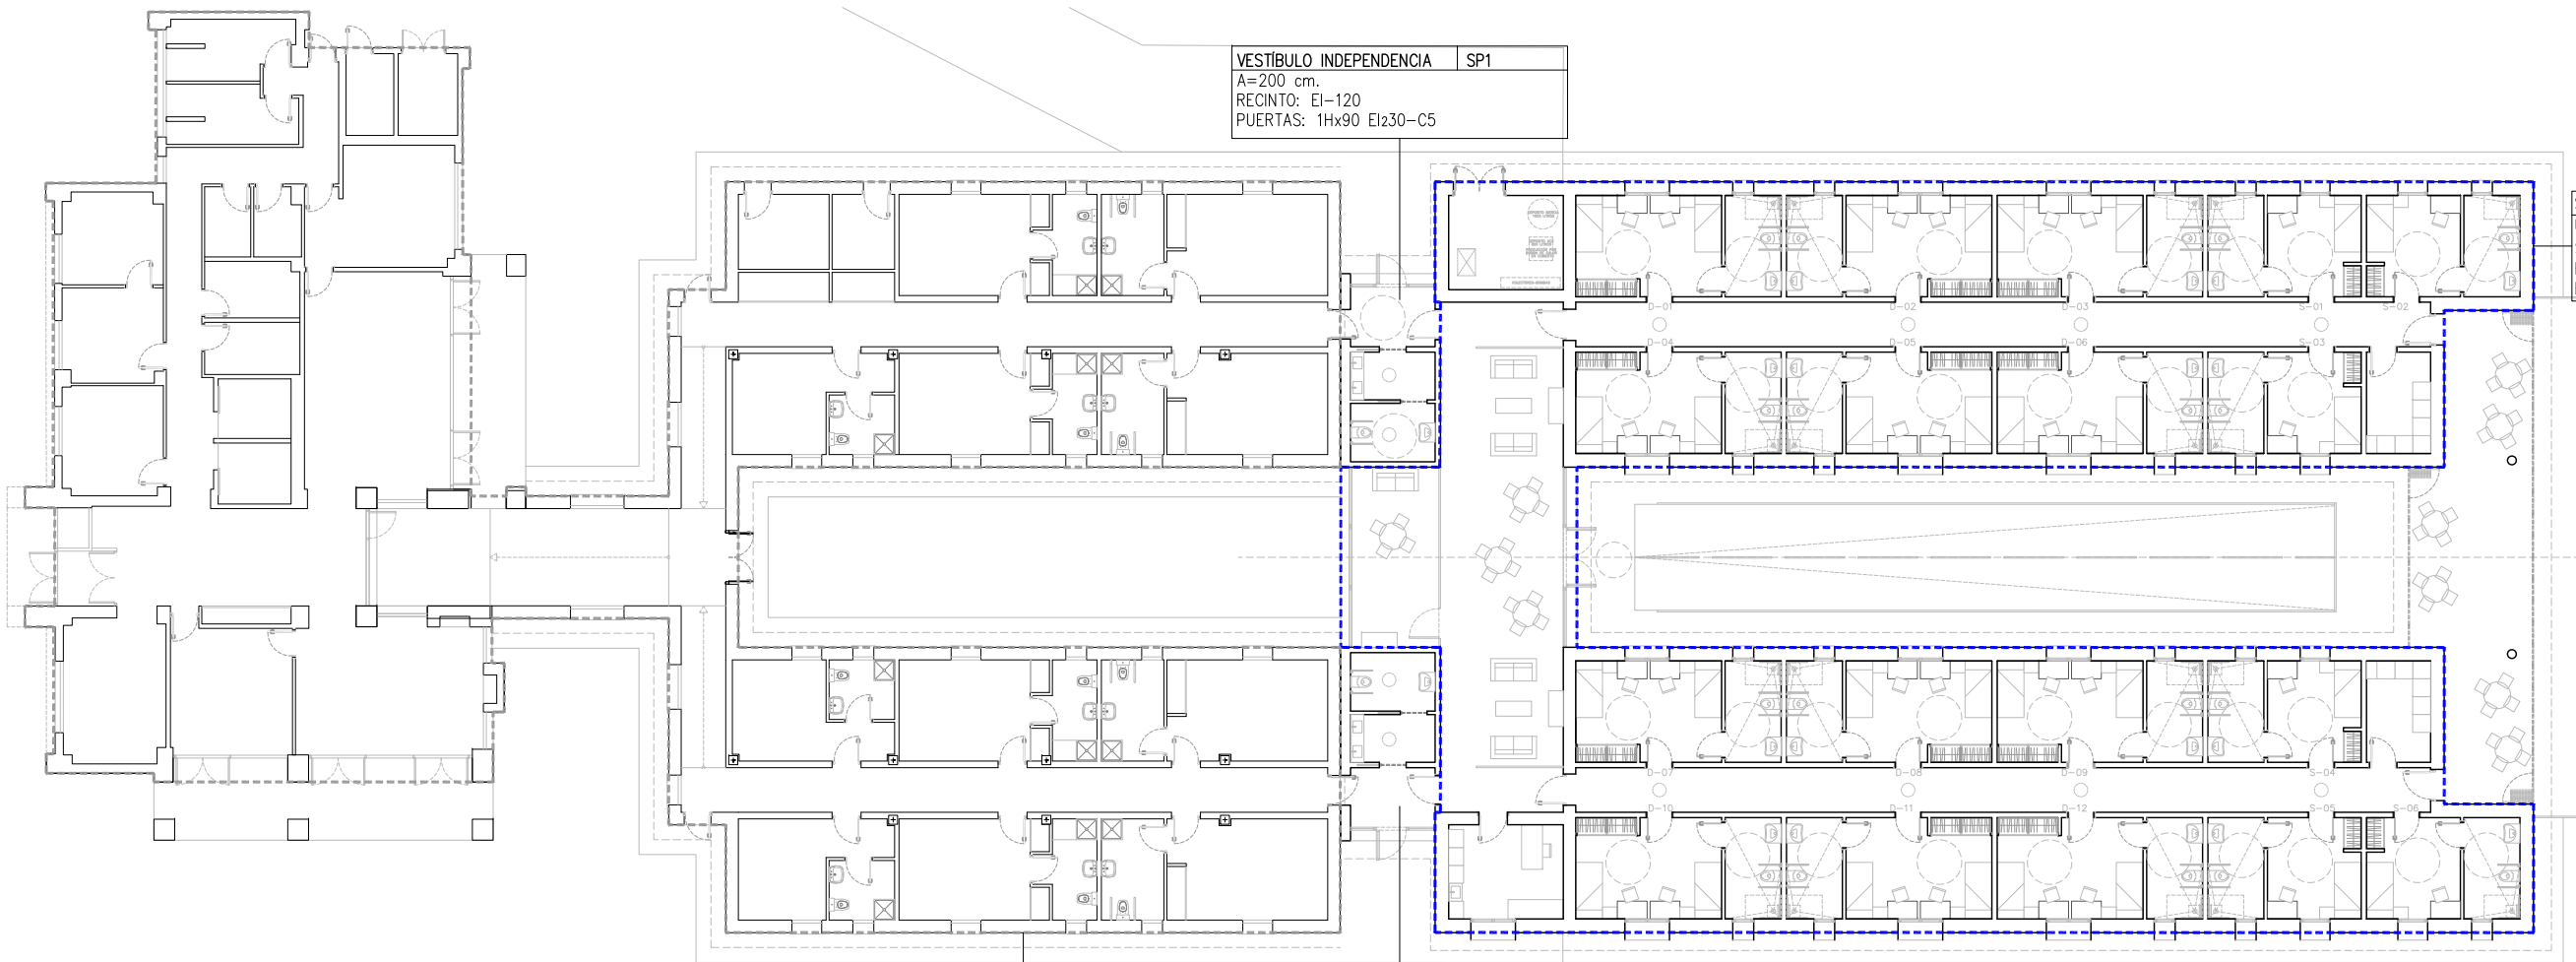 VESTÍBULO INDEPENDENCIA SP1
A=200 cm.
RECINTO: EI-120
PUERTAS: 1Hx90 EI230-C5
D-01 D-02 D-03 S-01 S-02
D-04 D-05 D-06 S-03
D-07 D-08 D-09 S-04
D-10 D-11 D-12 S-05 S-06